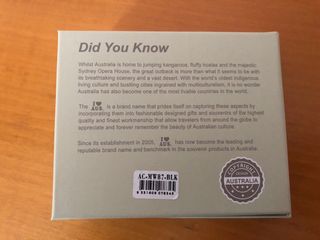 Did You Know
Whilst Australia is home to jumping kangaroos, fluffy koalas and the majestic
Sydney Opera House, the great outback is more than what it seems to be with
its breathtaking scenery and a vast desert. With the world's oldest indigenous
living culture and bustling cities ingrained with multiculturalism, it is no wonder
Australia has also become one of the most livable countries in the world.
The I AUS. is a brand name that prides itself on capturing these aspects by
incorporating them into fashionable designed gifts and souvenirs of the highest
quality and finest workmanship that allow travelers from around the globe to
appreciate and forever remember the beauty of Australian culture.
Since its establishment in 2005, I AUS. has now become the leading and
reputable brand name and benchmark in the souvenir products in Australia.
AC-MWB7-BLK
COPYRIGHT
AUSTRALIA